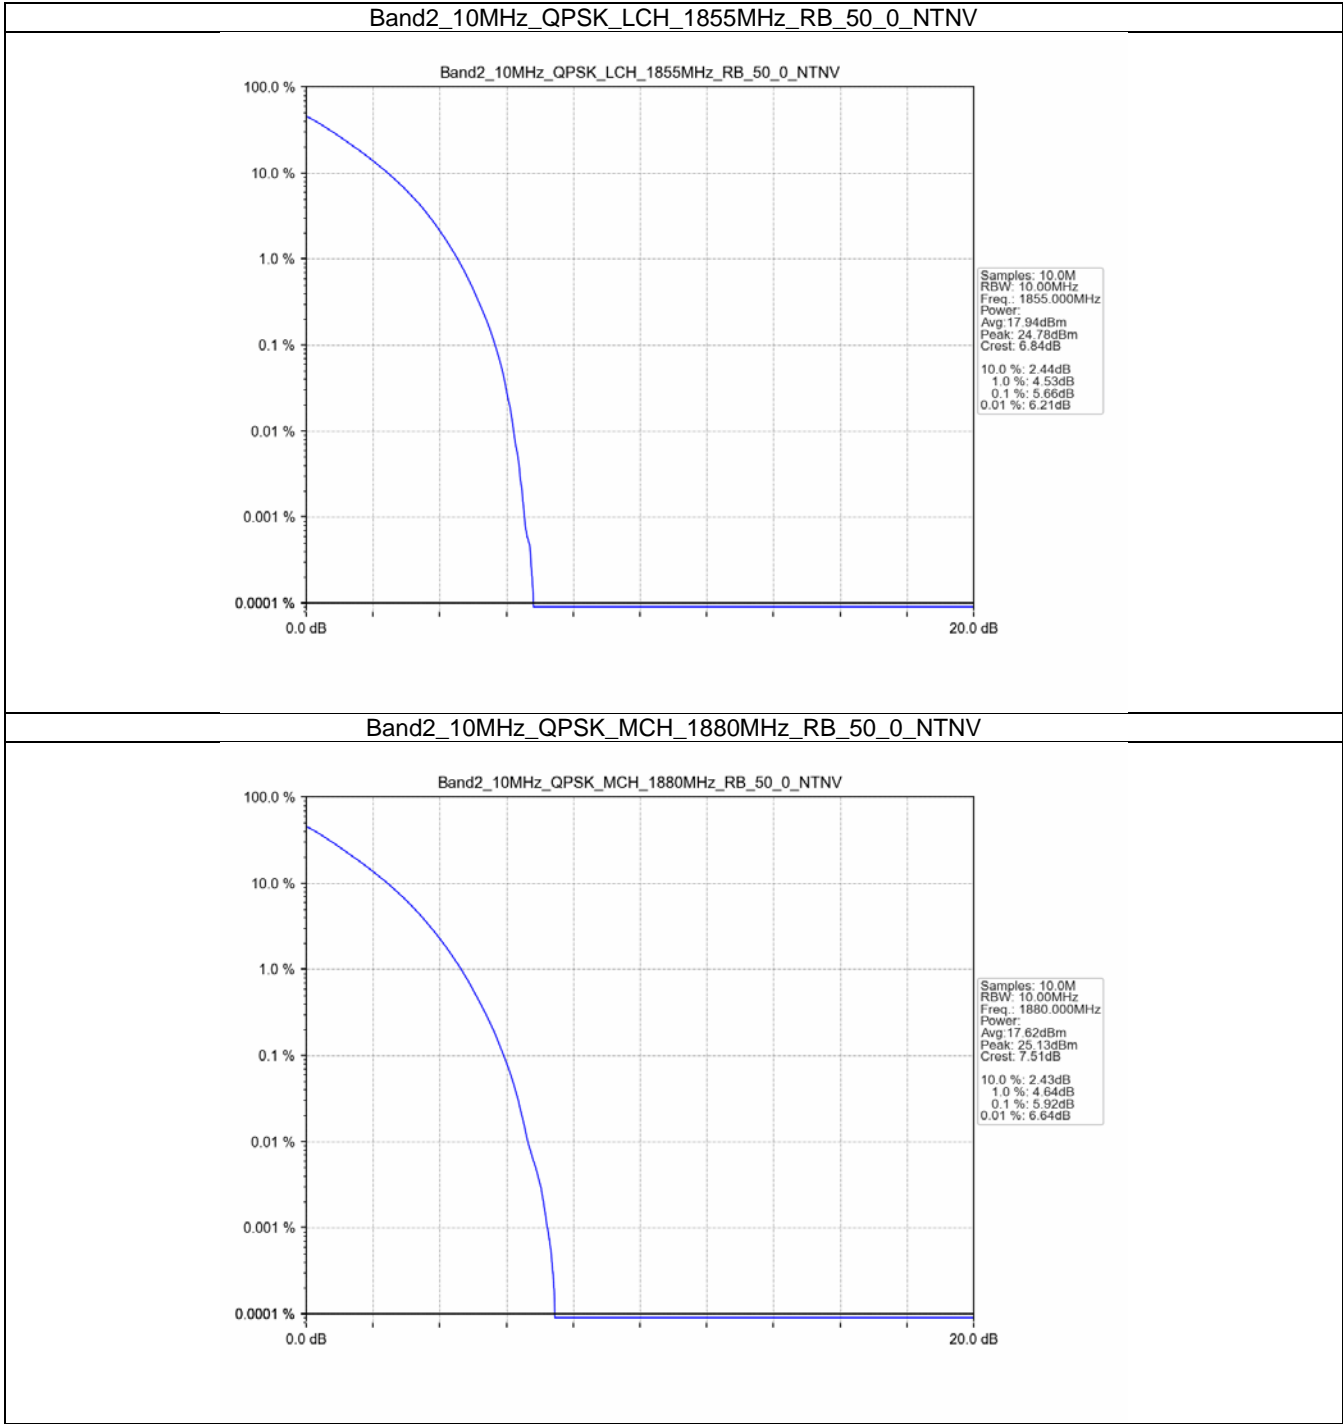 Band2_10MHz_QPSK_LCH_1855MHz_RB_50_0_NTNV
Band2_10MHz_QPSK_LCH_1855MHz_RB_50_0_NTNV
100.0 %
10.0 %
1.0 %
0.1 %
0.01 %
0.001 %
0.0001 %
0.0 dB
20.0 dB
Samples: 10.0M
RBW: 10.00MHz
Freq.: 1855.000MHz
Power:
Avg:17.94dBm
Peak: 24.78dBm
Crest: 6.84dB
10.0 %: 2.44dB
1.0 %: 4.53dB
0.1 %: 5.66dB
0.01 %: 6.21dB
Band2_10MHz_QPSK_MCH_1880MHz_RB_50_0_NTNV
Band2_10MHz_QPSK_MCH_1880MHz_RB_50_0_NTNV
100.0 %
10.0 %
1.0 %
0.1 %
0.01 %
0.001 %
0.0001 %
0.0 dB
20.0 dB
Samples: 10.0M
RBW: 10.00MHz
Freq.: 1880.000MHz
Power:
Avg:17.62dBm
Peak: 25.13dBm
Crest: 7.51dB
10.0 %: 2.43dB
1.0 %: 4.64dB
0.1 %: 5.92dB
0.01 %: 6.64dB